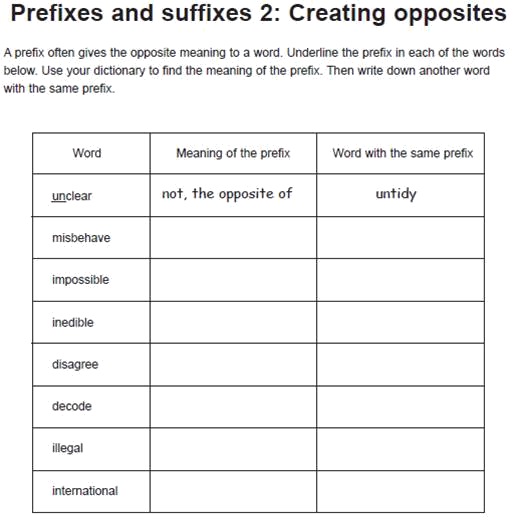 Prefixes and suffixes 2: Creating opposites
A prefix often gives the opposite meaning to a word. Underline the prefix in each of the words
below. Use your dictionary to find the meaning of the prefix. Then write down another word
with the same prefix.
Word Meaning of the prefix Word with the same prefix
unclear not, the opposite of untidy
misbehave
impossible
inedible
disagree
decode
illegal
international